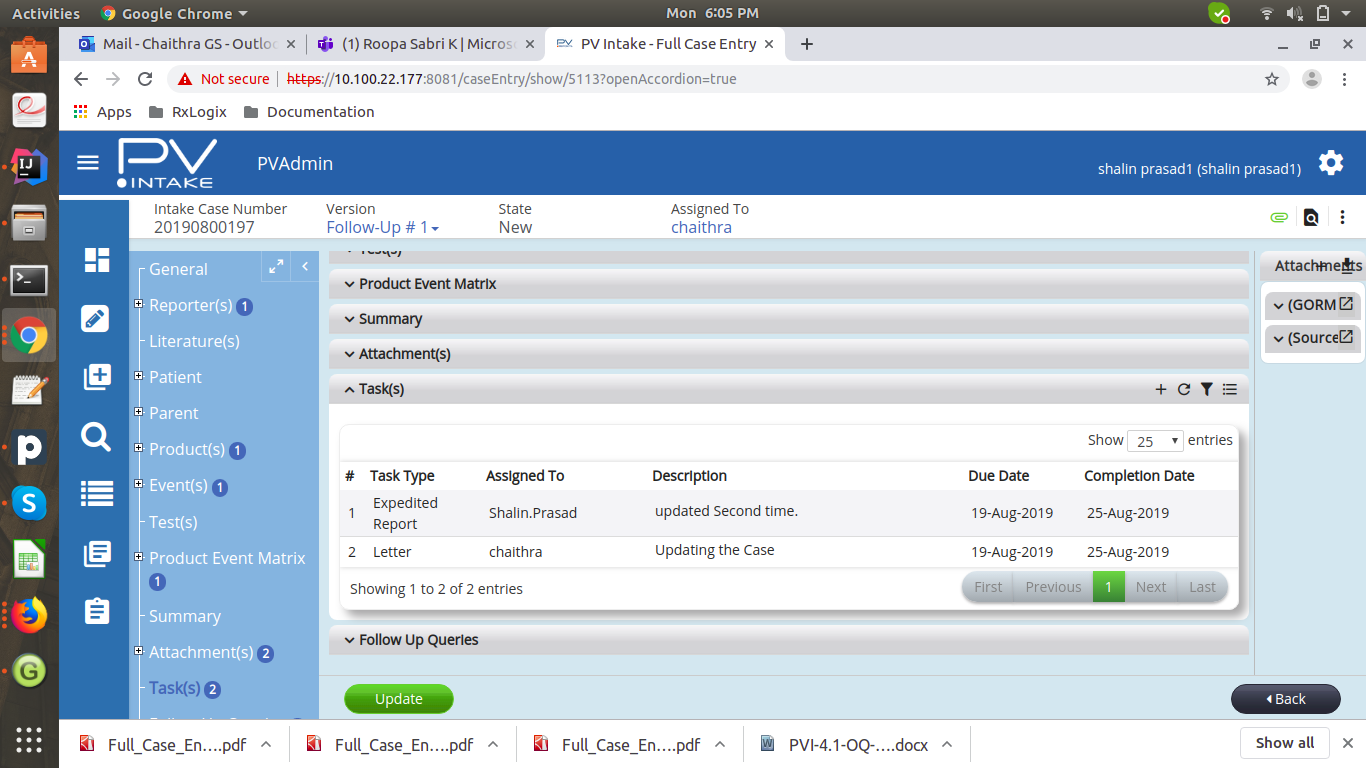 Activities Google Chrome Mon 6:05 PM
Mail - Chaithra GS - Outlo (1) Roopa Sabri K | Micros PV Intake - Full Case Entry
Not secure https://10.100.22.177:8081/caseEntry/show/5113?openAccordion=true
Apps RxLogix Documentation
PV INTAKE PVAdmin shalin prasad1 (shalin prasad1)
Intake Case Number Version State Assigned To
20190800197 Follow-Up # 1 New chaithra
General
Reporter(s) 1
Literature(s)
Patient
Parent
Product(s) 1
Event(s) 1
Test(s)
Product Event Matrix
1
Summary
Attachment(s) 2
Task(s) 2
Test(s)
Product Event Matrix
Summary
Attachment(s)
Task(s)
Show 25 entries
# Task Type Assigned To Description Due Date Completion Date
1 Expedited Report Shalin.Prasad updated Second time. 19-Aug-2019 25-Aug-2019
2 Letter chaithra Updating the Case 19-Aug-2019 25-Aug-2019
Showing 1 to 2 of 2 entries First Previous 1 Next Last
Follow Up Queries
Update Back
Attachments
(GORM
(Source
Full_Case_En....pdf Full_Case_En....pdf Full_Case_En....pdf PVI-4.1-OQ-....docx Show all